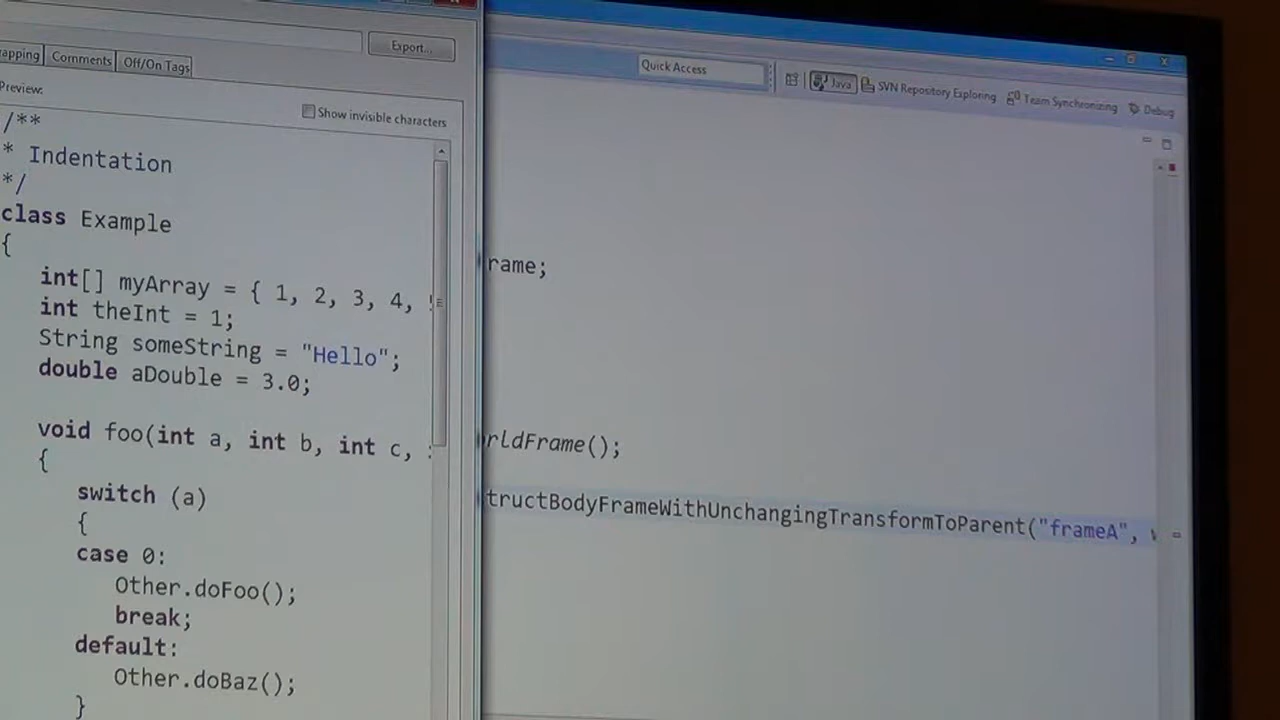 Export...
Comments
Off/On Tags
Preview:
Show invisible characters
/**
* Indentation
*/
class Example
{
int[] myArray = { 1, 2, 3, 4,
int theInt = 1;
String someString = "Hello";
double aDouble = 3.0;
void foo(int a, int b, int c,
{
switch (a)
{
case 0:
Other.doFoo();
break;
default:
Other.doBaz();
}
Quick Access
Java
SVN Repository Exploring
Team Synchronizing
Debug
rame;
rldFrame();
tructBodyFrameWithUnchangingTransformToParent("frameA",